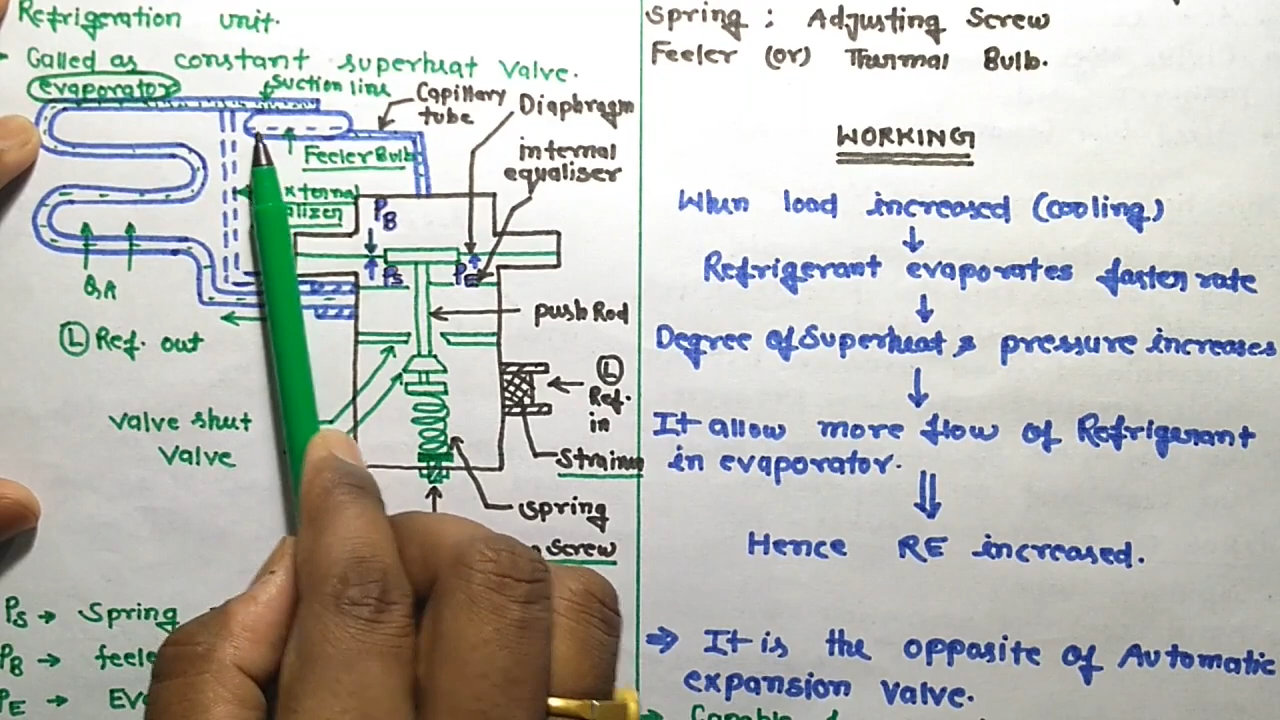 Refrigeration unit.
Called as constant superheat valve.
evaporator
suction line
Capillary
tube
Diaphragm
Feeler Bulb
internal
equaliser
PB
PS
PE
QA
push Rod
Ⓛ Ref. out
Ⓛ
Ref.
in
valve shut
valve
spring
screw
PS → Spring
PB →
PE →
Spring : Adjusting Screw
Feeler (or) Thermal Bulb.
WORKING
When load increased (cooling)
Refrigerant evaporates faster rate
Degree of Superheat & pressure increases
It allow more flow of Refrigerant
in evaporator.
Hence RE increased.
⇒ It is the opposite of Automatic
expansion valve.